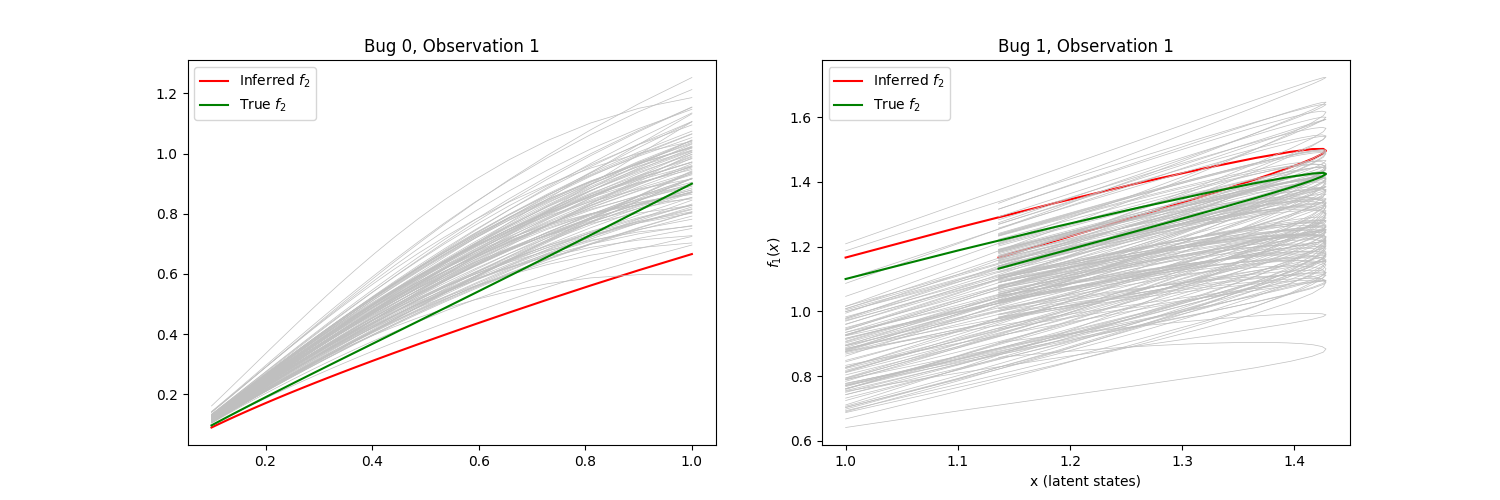 Bug 0, Observation 1
Inferred f₂
True f₂
1.2
1.0
0.8
0.6
0.4
0.2
0.2 0.4 0.6 0.8 1.0
Bug 1, Observation 1
Inferred f₂
True f₂
f₁(x)
1.6
1.4
1.2
1.0
0.8
0.6
1.0 1.1 1.2 1.3 1.4
x (latent states)